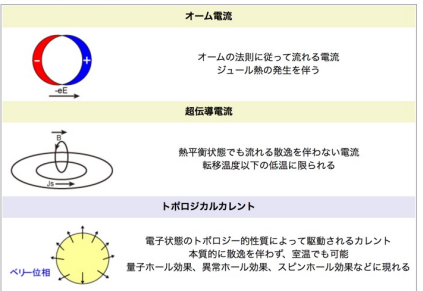 オーム電流
- +
-eE
オームの法則に従って流れる電流
ジュール熱の発生を伴う
超伝導電流
B
Js
熱平衡状態でも流れる散逸を伴わない電流
転移温度以下の低温に限られる
トポロジカルカレント
ベリー位相
電子状態のトポロジー的性質によって駆動されるカレント
本質的に散逸を伴わず、室温でも可能
量子ホール効果、異常ホール効果、スピンホール効果などに現れる